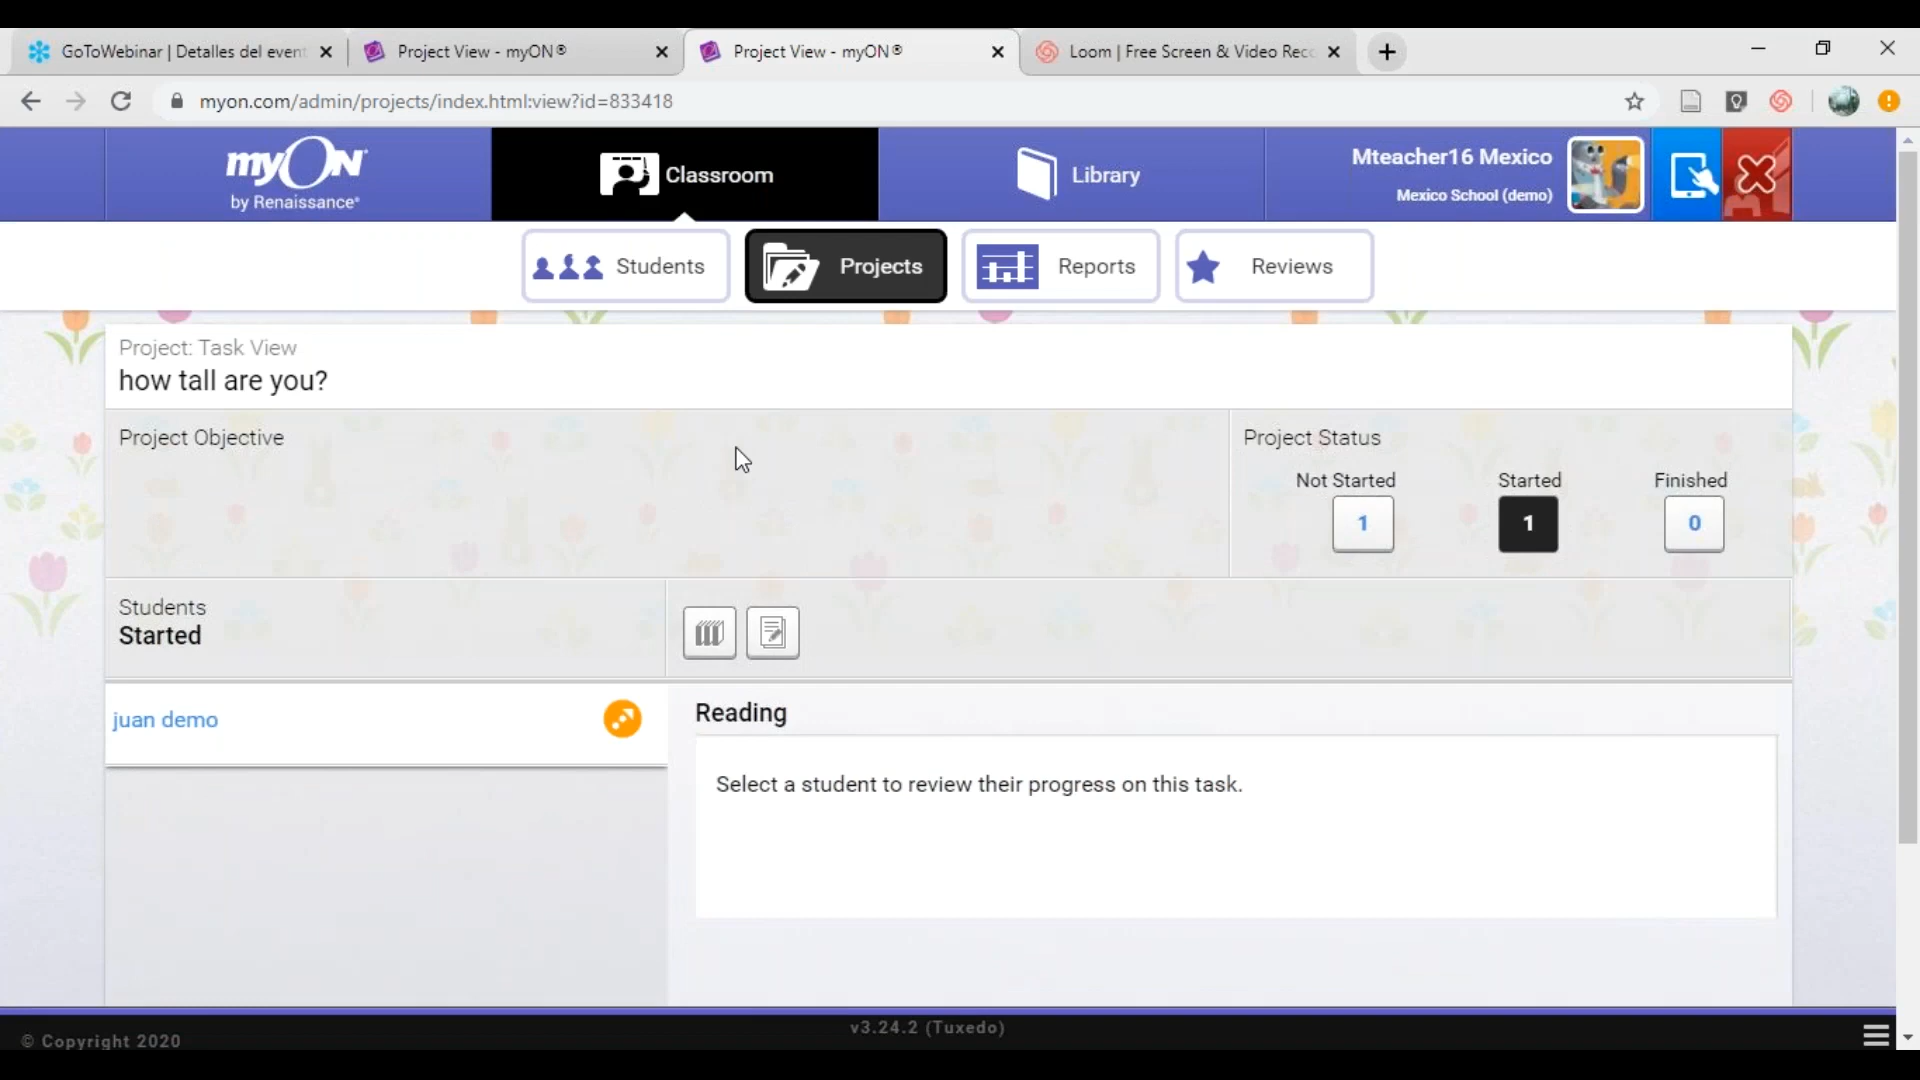 GoToWebinar | Detalles del even
Project View - myON®
Project View - myON®
Loom | Free Screen & Video Rec
myon.com/admin/projects/index.html:view?id=833418
myON
by Renaissance®
Classroom
Library
Mteacher16 Mexico
Mexico School (demo)
Students
Projects
Reports
Reviews
Project: Task View
how tall are you?
Project Objective
Project Status
Not Started
Started
Finished
1
1
0
Students
Started
juan demo
Reading
Select a student to review their progress on this task.
v3.24.2 (Tuxedo)
© Copyright 2020